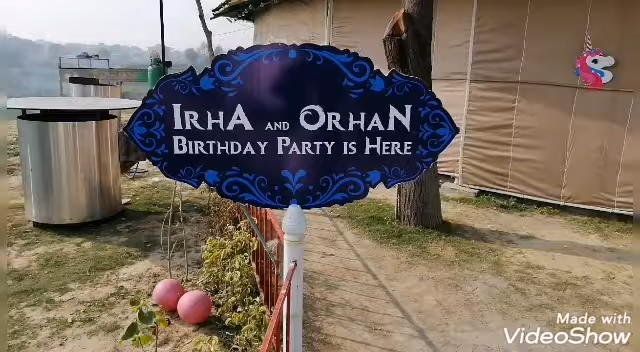 IRHA AND ORHAN
BIRTHDAY PARTY IS HERE
Made with
VideoShow